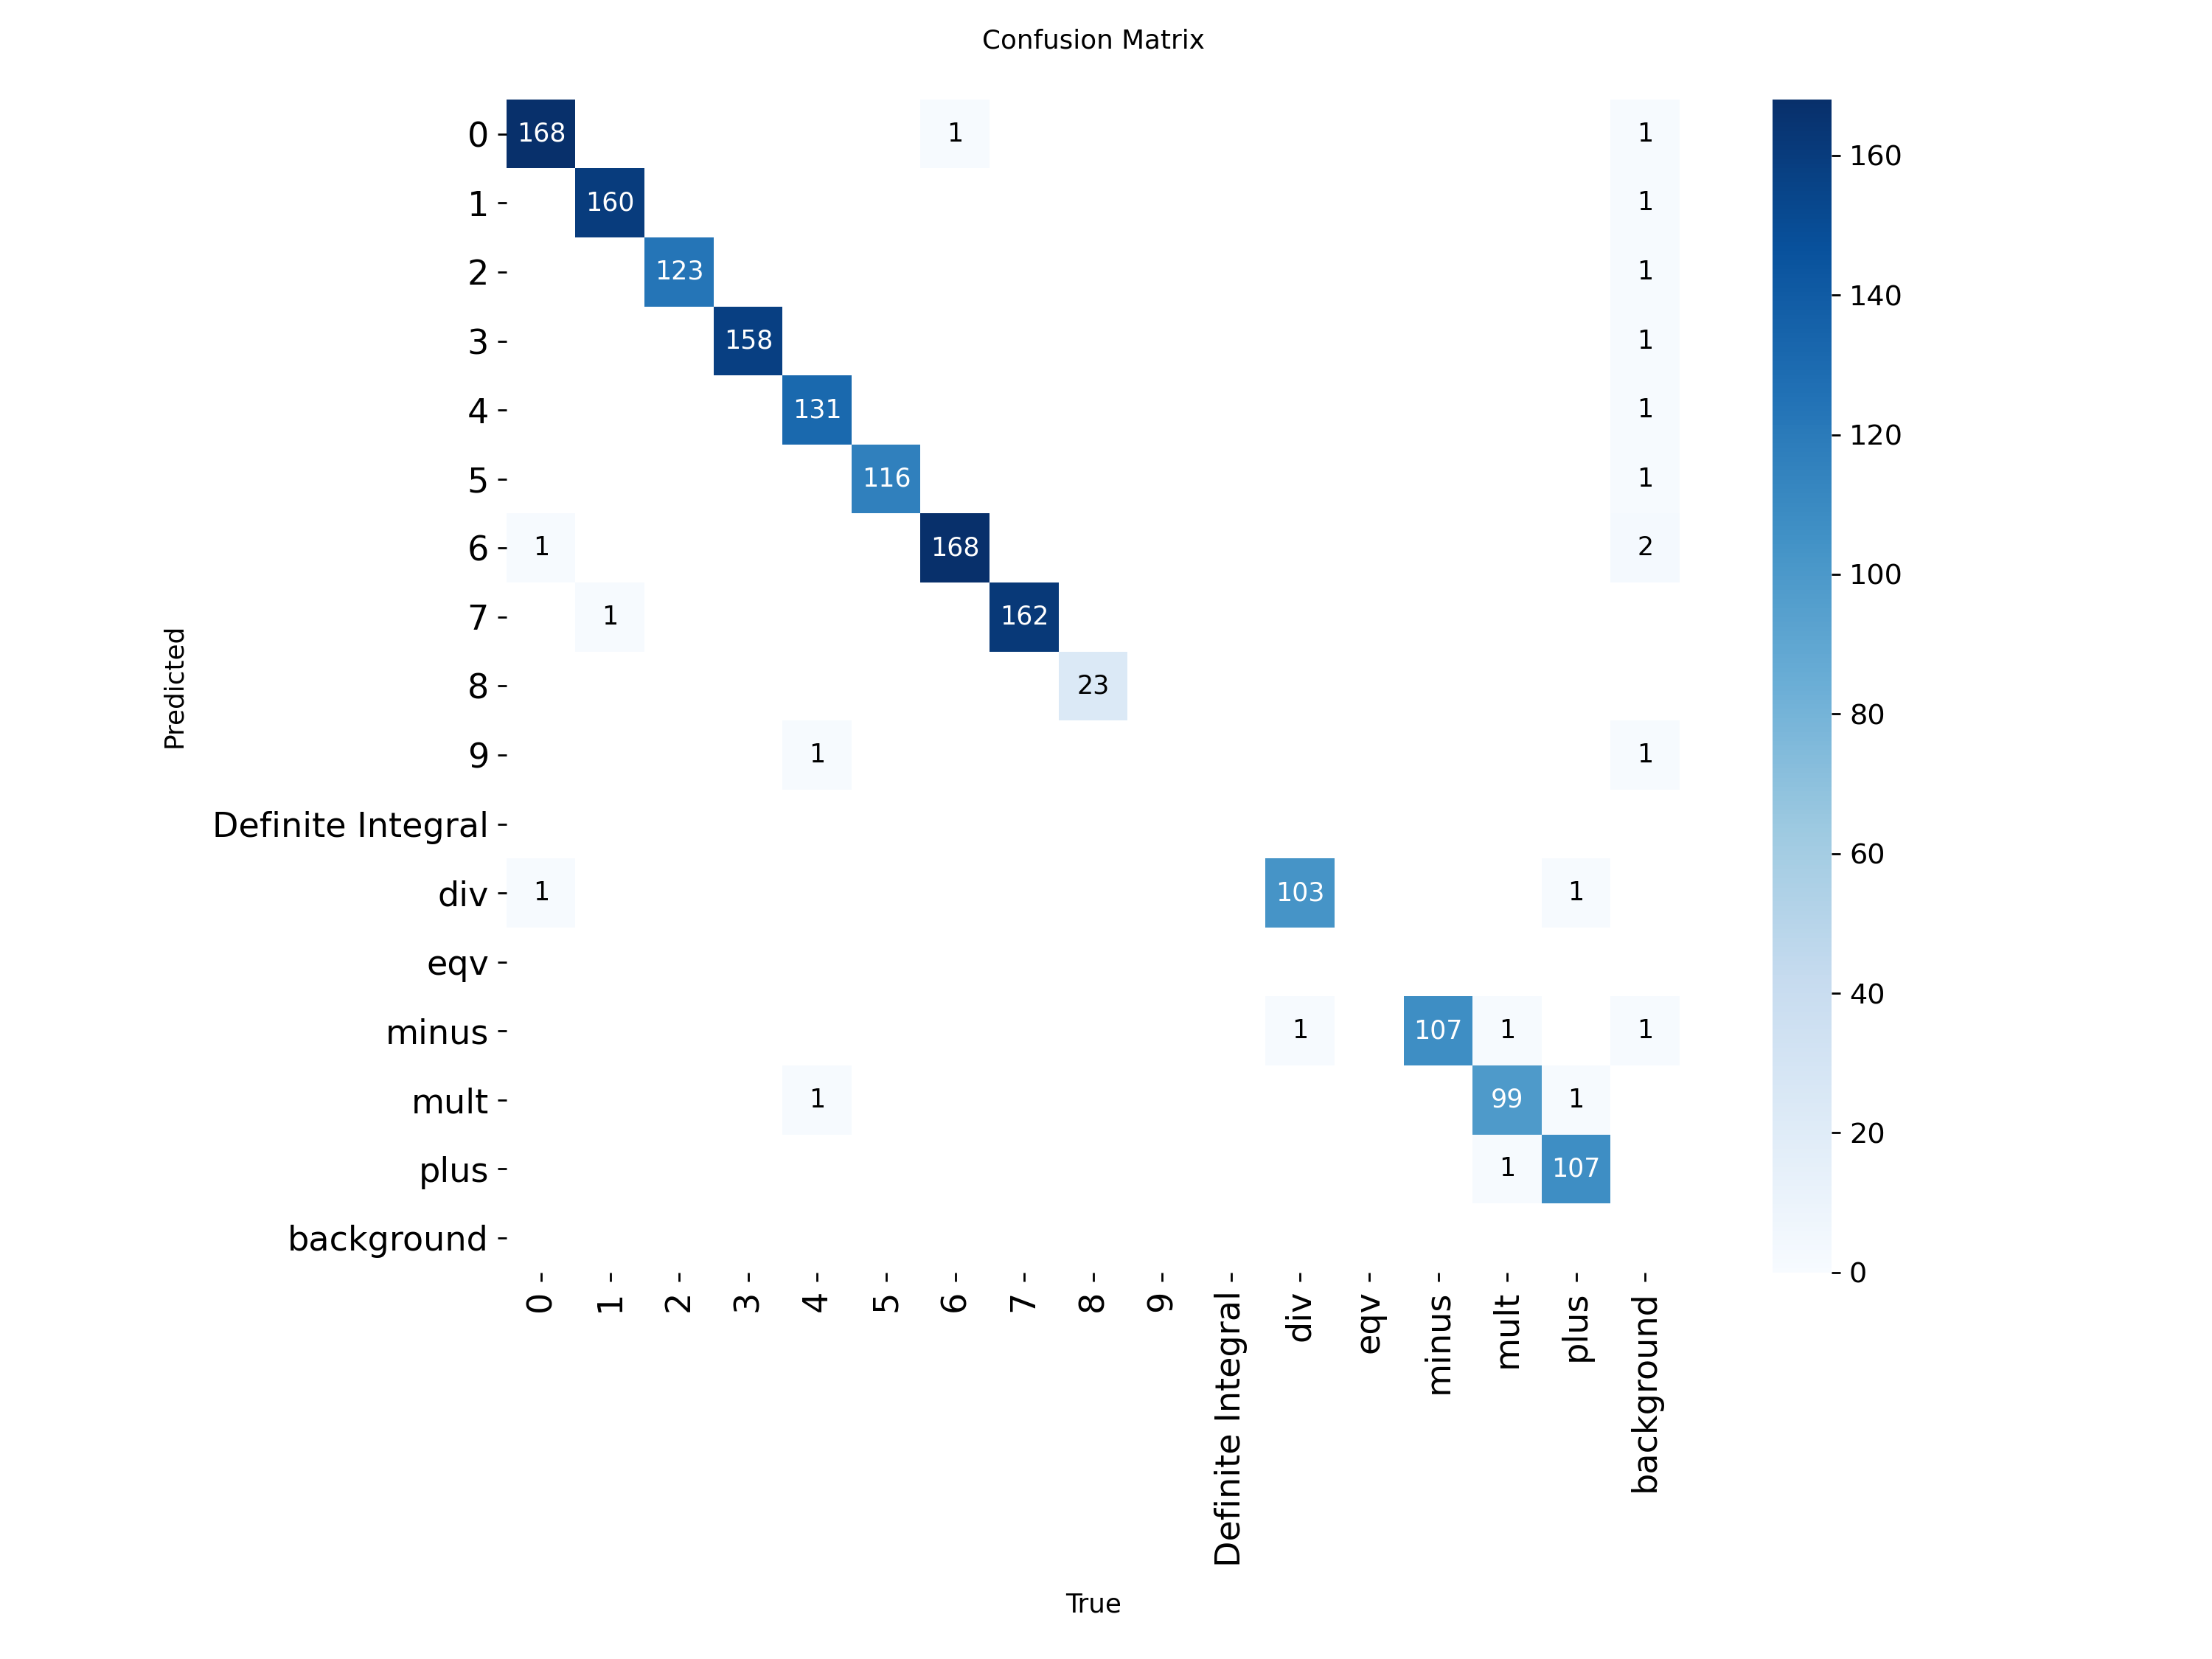 Confusion Matrix
0 168 1 1
1 160 1
2 123 1
3 158 1
4 131 1
5 116 1
6 1 168 2
7 1 162
8 23
9 1 1
Definite Integral
div 1 103 1
eqv
minus 1 107 1 1
mult 1 99 1
plus 1 107
background
Predicted
0 1 2 3 4 5 6 7 8 9 Definite Integral div eqv minus mult plus background
True
160
140
120
100
80
60
40
20
0